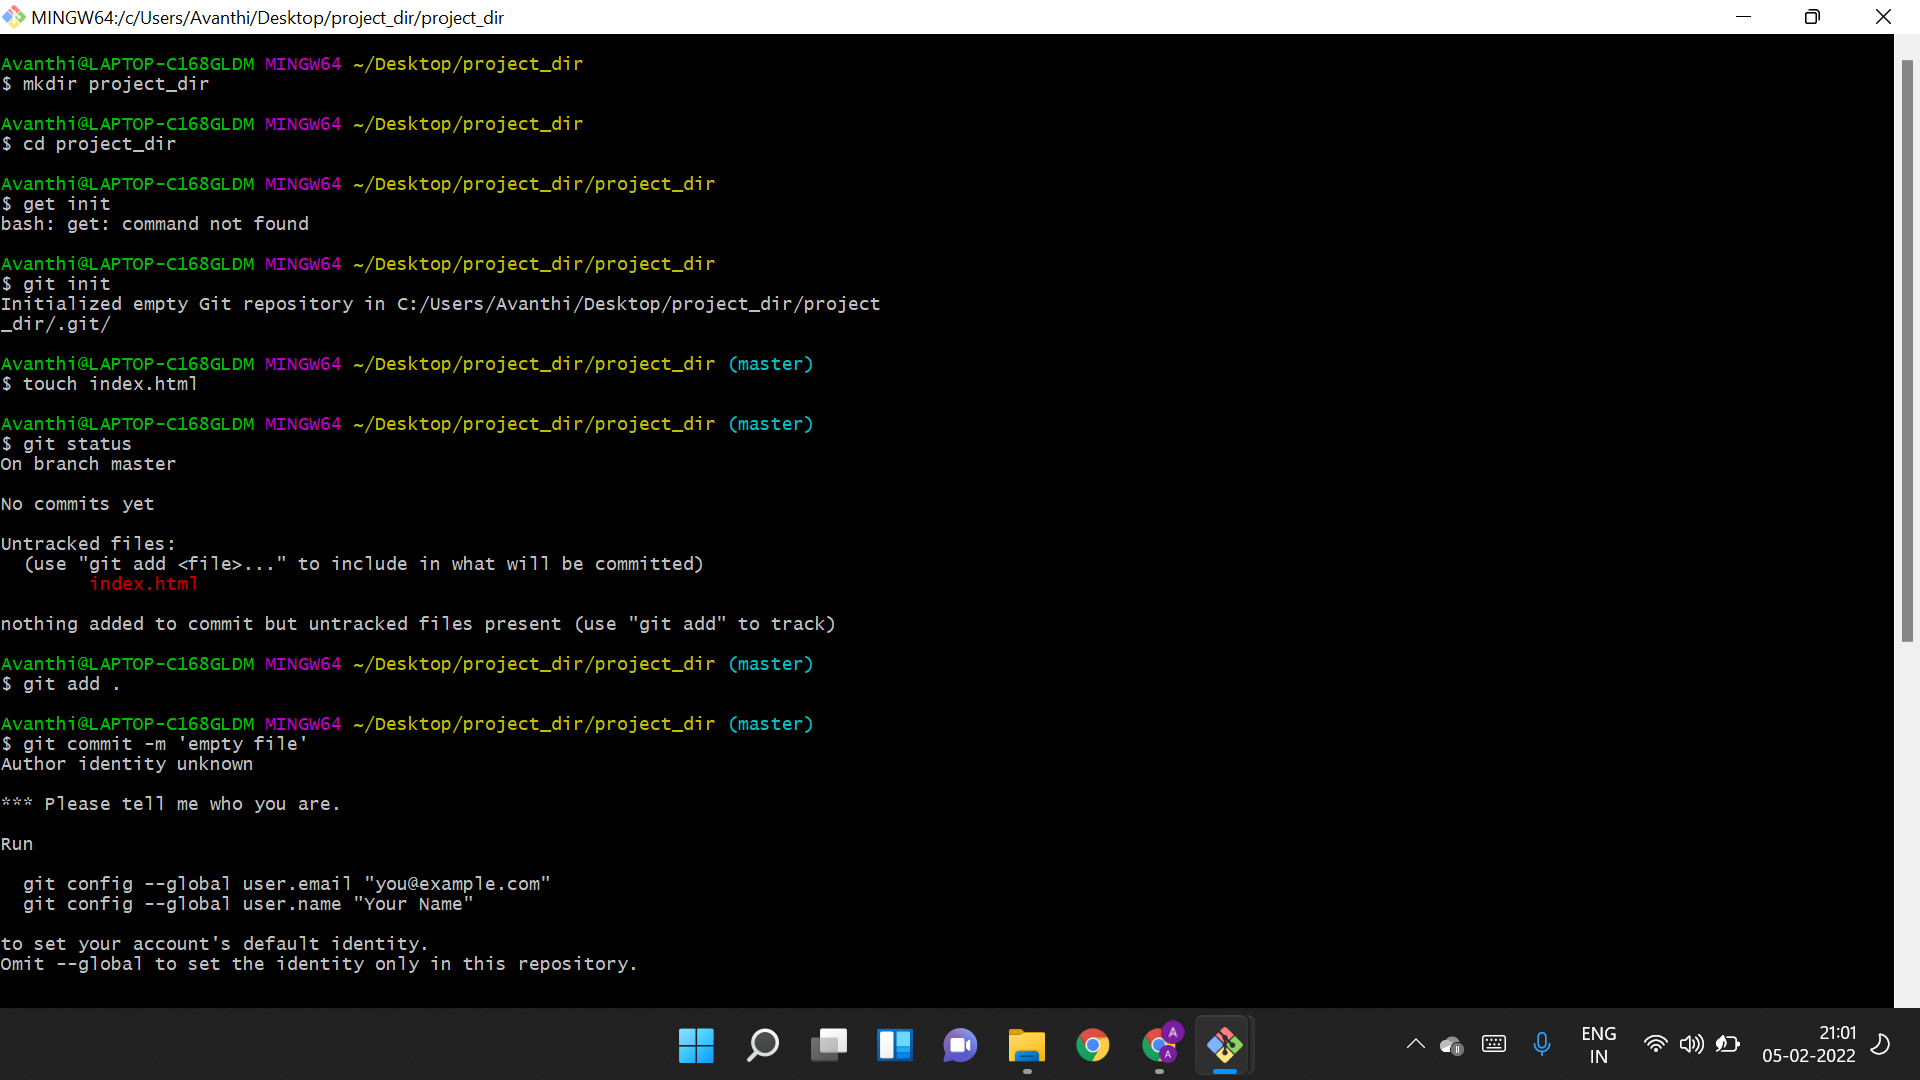 MINGW64:/c/Users/Avanthi/Desktop/project_dir/project_dir
Avanthi@LAPTOP-C168GLDM MINGW64 ~/Desktop/project_dir
$ mkdir project_dir
Avanthi@LAPTOP-C168GLDM MINGW64 ~/Desktop/project_dir
$ cd project_dir
Avanthi@LAPTOP-C168GLDM MINGW64 ~/Desktop/project_dir/project_dir
$ get init
bash: get: command not found
Avanthi@LAPTOP-C168GLDM MINGW64 ~/Desktop/project_dir/project_dir
$ git init
Initialized empty Git repository in C:/Users/Avanthi/Desktop/project_dir/project
_dir/.git/
Avanthi@LAPTOP-C168GLDM MINGW64 ~/Desktop/project_dir/project_dir (master)
$ touch index.html
Avanthi@LAPTOP-C168GLDM MINGW64 ~/Desktop/project_dir/project_dir (master)
$ git status
On branch master
No commits yet
Untracked files:
  (use "git add <file>..." to include in what will be committed)
        index.html
nothing added to commit but untracked files present (use "git add" to track)
Avanthi@LAPTOP-C168GLDM MINGW64 ~/Desktop/project_dir/project_dir (master)
$ git add .
Avanthi@LAPTOP-C168GLDM MINGW64 ~/Desktop/project_dir/project_dir (master)
$ git commit -m 'empty file'
Author identity unknown
*** Please tell me who you are.
Run
  git config --global user.email "you@example.com"
  git config --global user.name "Your Name"
to set your account's default identity.
Omit --global to set the identity only in this repository.
A
A
ENG
IN
21:01
05-02-2022